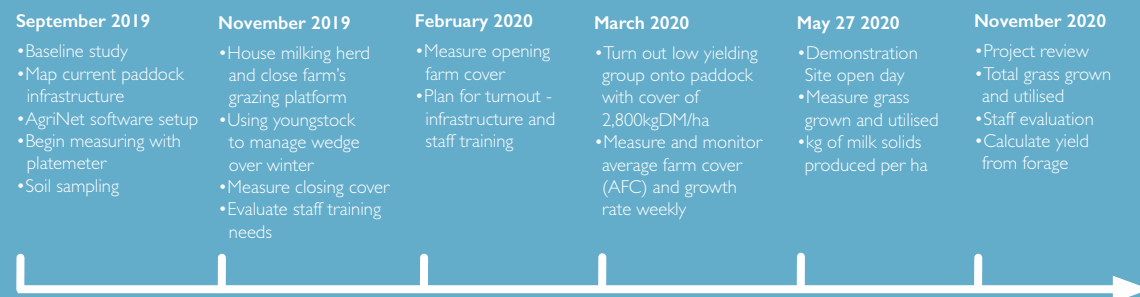 September 2019
•Baseline study
•Map current paddock
infrastructure
•AgriNet software setup
•Begin measuring with
platemeter
•Soil sampling
November 2019
•House milking herd
and close farm's
grazing platform
•Using youngstock
to manage wedge
over winter
•Measure closing cover
•Evaluate staff training
needs
February 2020
•Measure opening
farm cover
•Plan for turnout -
infrastructure and
staff training
March 2020
•Turn out low yielding
group onto paddock
with cover of
2,800kgDM/ha
•Measure and monitor
average farm cover
(AFC) and growth
rate weekly
May 27 2020
•Demonstration
Site open day
•Measure grass
grown and utilised
•kg of milk solids
produced per ha
November 2020
•Project review
•Total grass grown
and utilised
•Staff evaluation
•Calculate yield
from forage